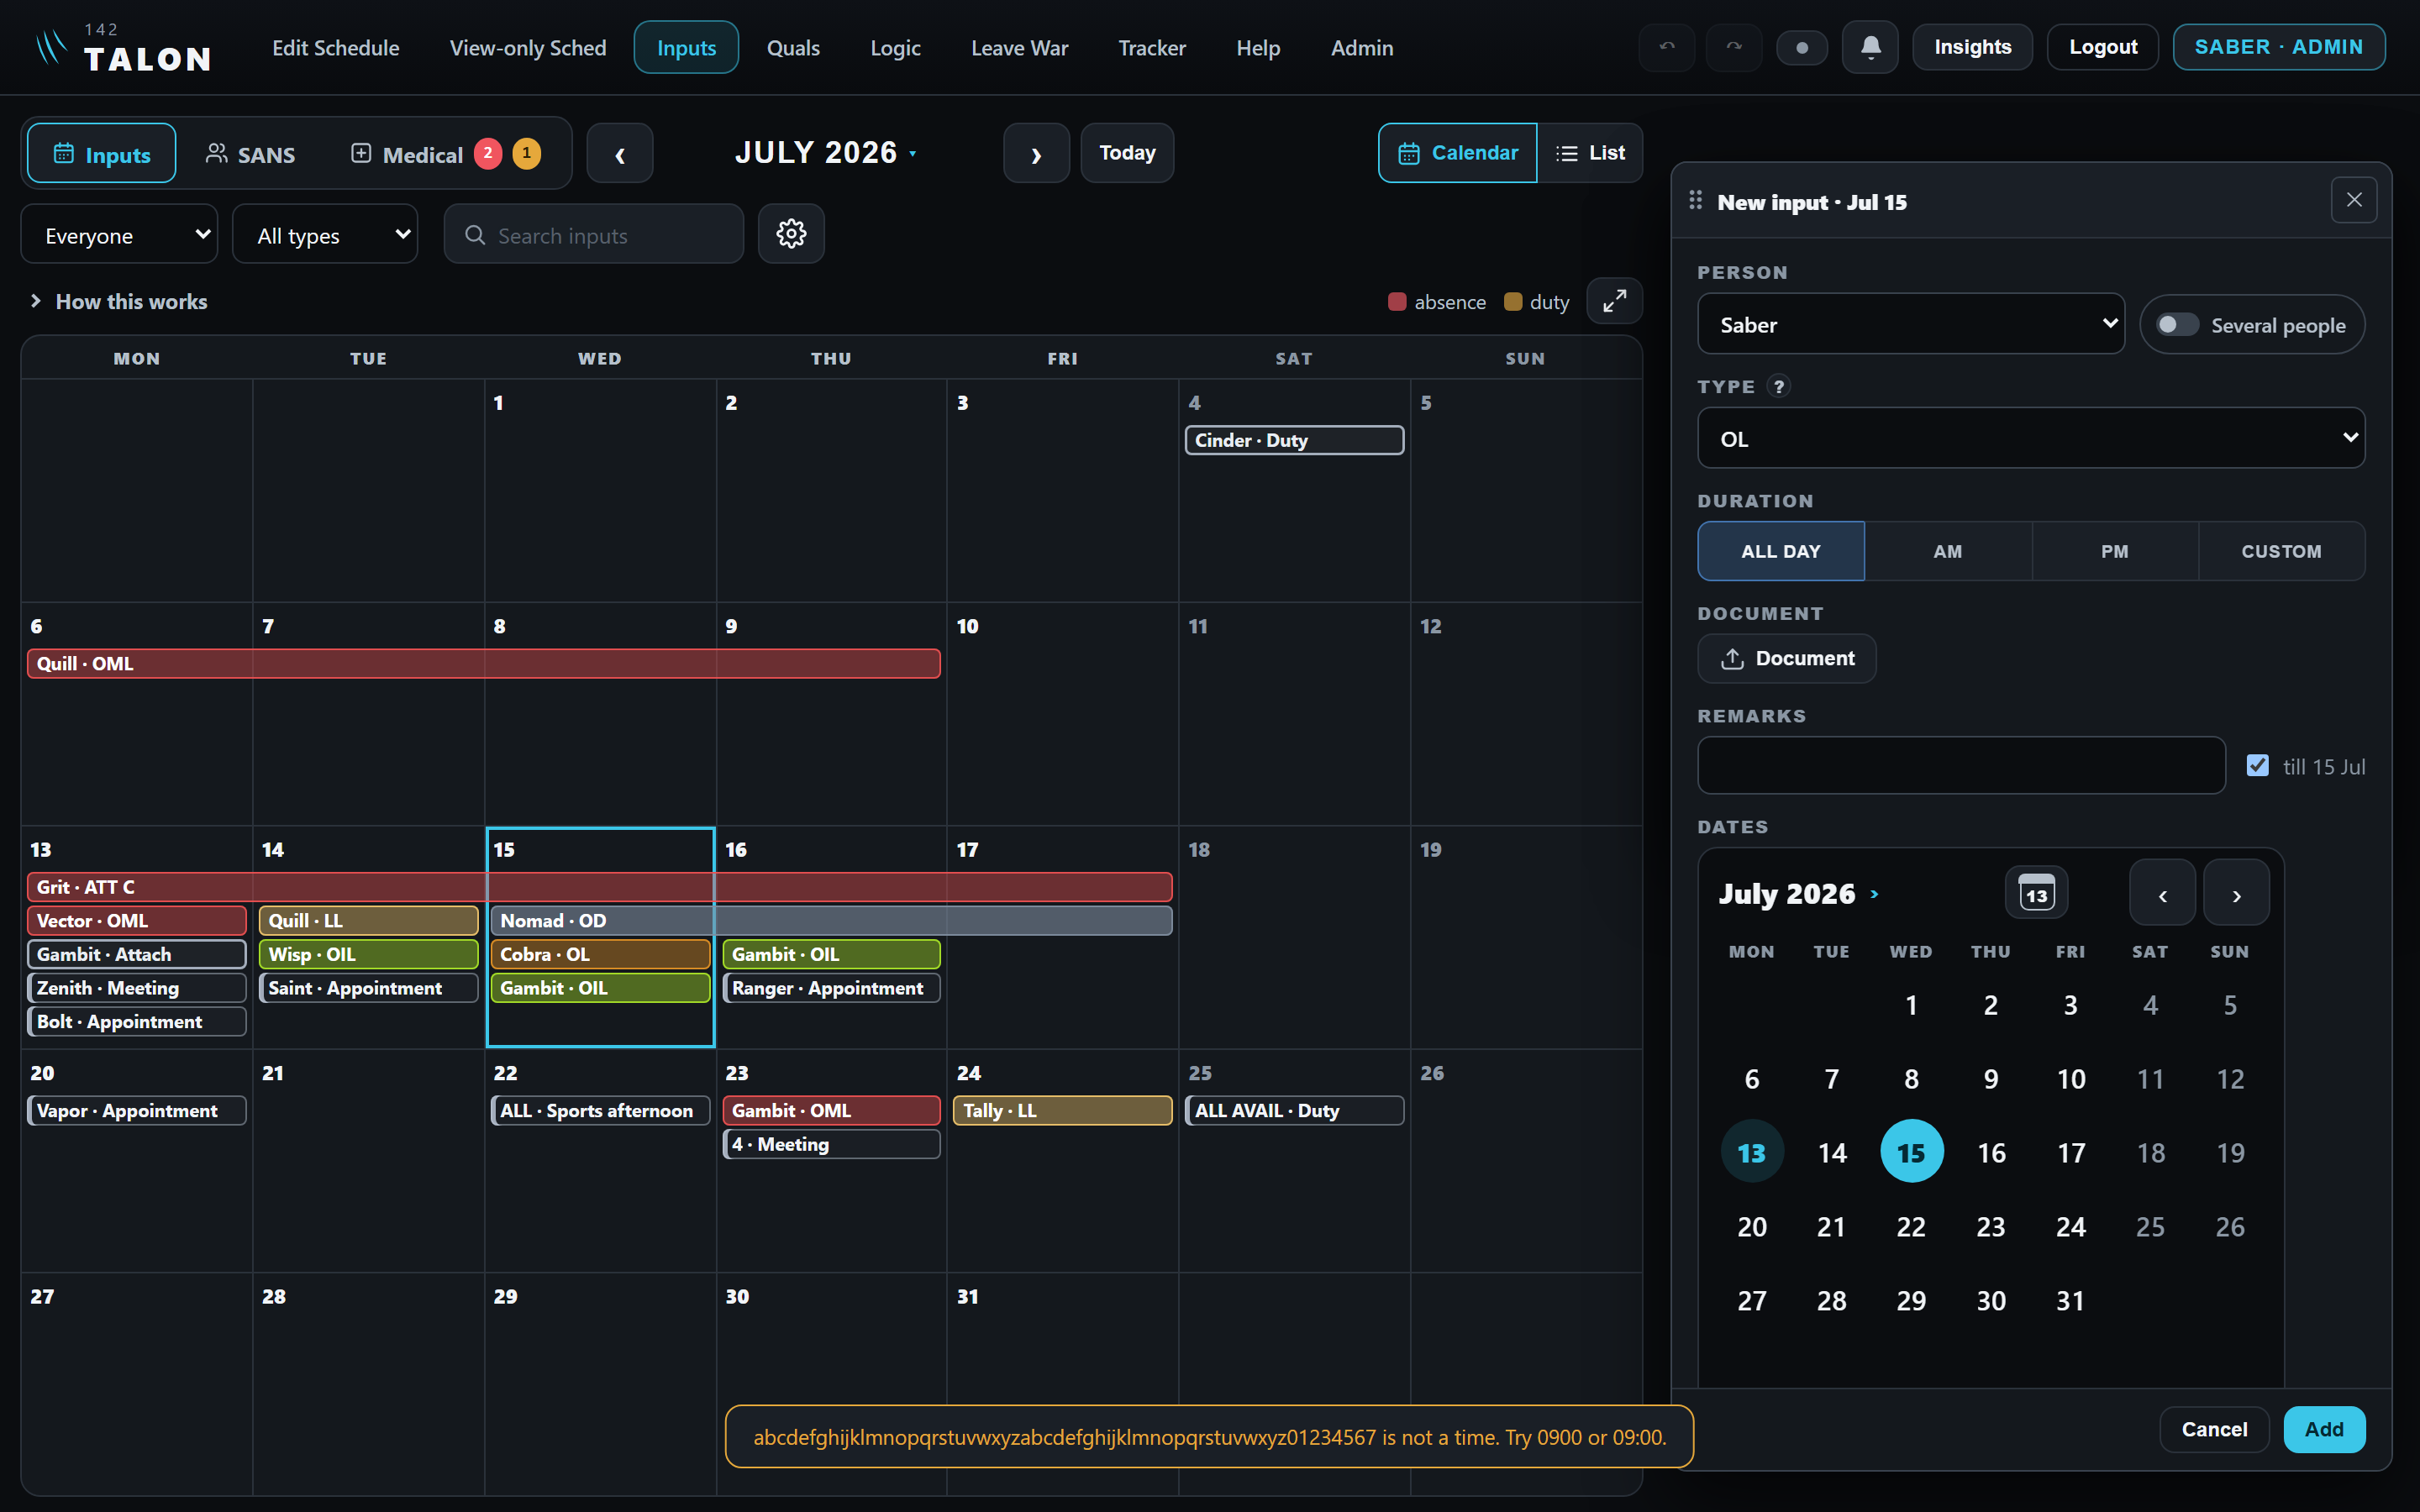 142
TALON
Edit Schedule
View-only Sched
Inputs
Quals
Logic
Leave War
Tracker
Help
Admin
Insights
Logout
SABER · ADMIN
Inputs
SANS
Medical 2 1
JULY 2026
Today
Calendar
List
Everyone
All types
Search inputs
How this works
absence
duty
MON TUE WED THU FRI SAT SUN
1 2 3 4 5
Cinder · Duty
6 7 8 9 10 11 12
Quill · OML
13 14 15 16 17 18 19
Grit · ATT C
Vector · OML
Quill · LL
Nomad · OD
Gambit · Attach
Wisp · OIL
Cobra · OL
Gambit · OIL
Zenith · Meeting
Saint · Appointment
Gambit · OIL
Ranger · Appointment
Bolt · Appointment
20 21 22 23 24 25 26
Vapor · Appointment
ALL · Sports afternoon
Gambit · OML
Tally · LL
ALL AVAIL · Duty
4 · Meeting
27 28 29 30 31
New input · Jul 15
PERSON
Saber
Several people
TYPE ?
OL
DURATION
ALL DAY
AM
PM
CUSTOM
DOCUMENT
Document
REMARKS
till 15 Jul
DATES
July 2026
13
MON TUE WED THU FRI SAT SUN
1 2 3 4 5
6 7 8 9 10 11 12
13 14 15 16 17 18 19
20 21 22 23 24 25 26
27 28 29 30 31
Cancel
Add
abcdefghijklmnopqrstuvwxyzabcdefghijklmnopqrstuvwxyz01234567 is not a time. Try 0900 or 09:00.